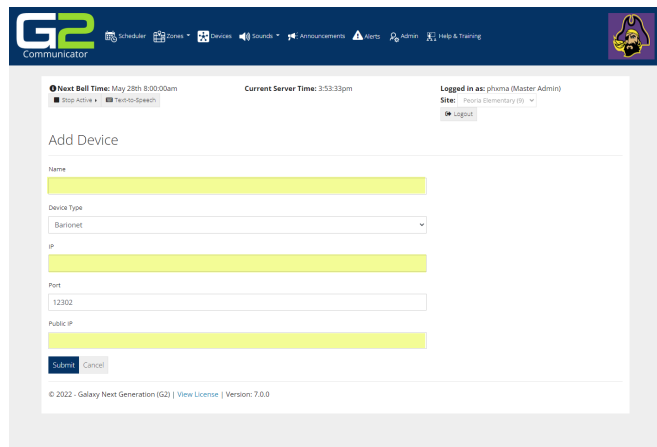 G2
Communicator
Scheduler Zones Devices Sounds Announcements Alerts Admin Help & Training
Next Bell Time: May 28th 8:00:00am Current Server Time: 3:53:33pm Logged in as: phxma (Master Admin)
Stop Active Text-to-Speech Site: Peoria Elementary (9)
Logout
Add Device
Name
Device Type
Barionet
IP
Port
12302
Public IP
Submit Cancel
© 2022 - Galaxy Next Generation (G2) | View License | Version: 7.0.0